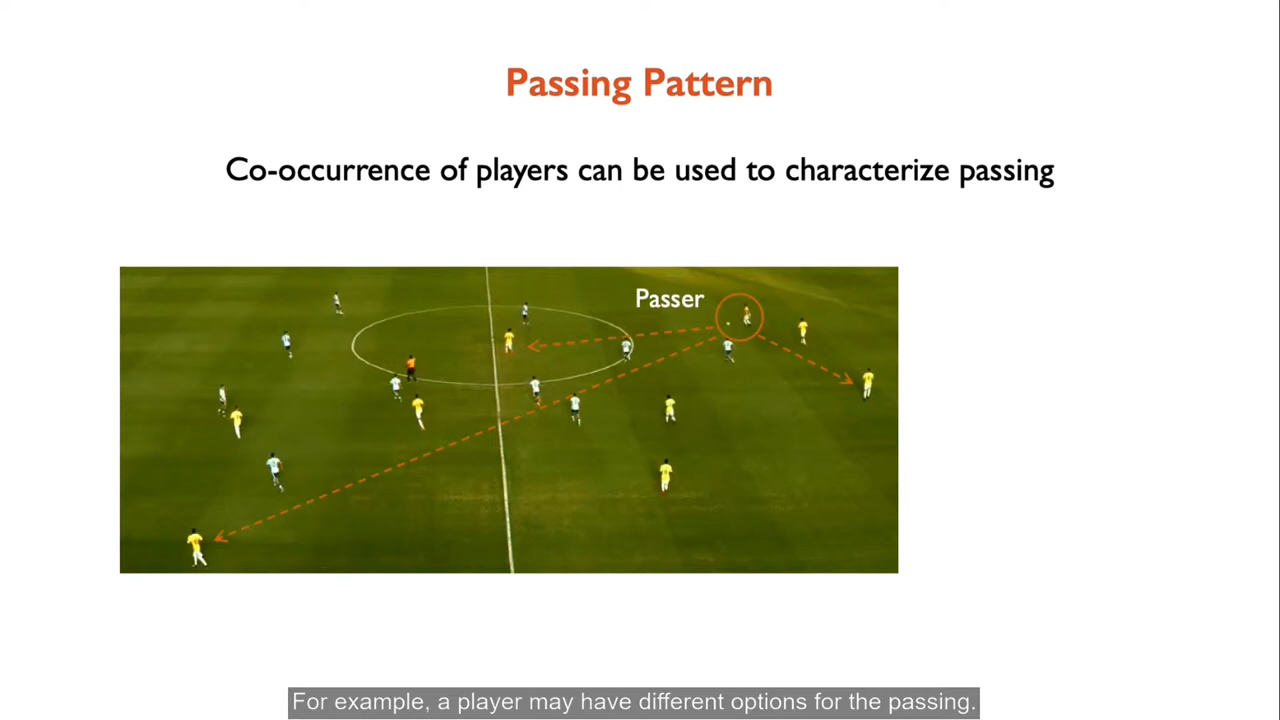 Passing Pattern
Co-occurrence of players can be used to characterize passing
Passer
For example, a player may have different options for the passing.